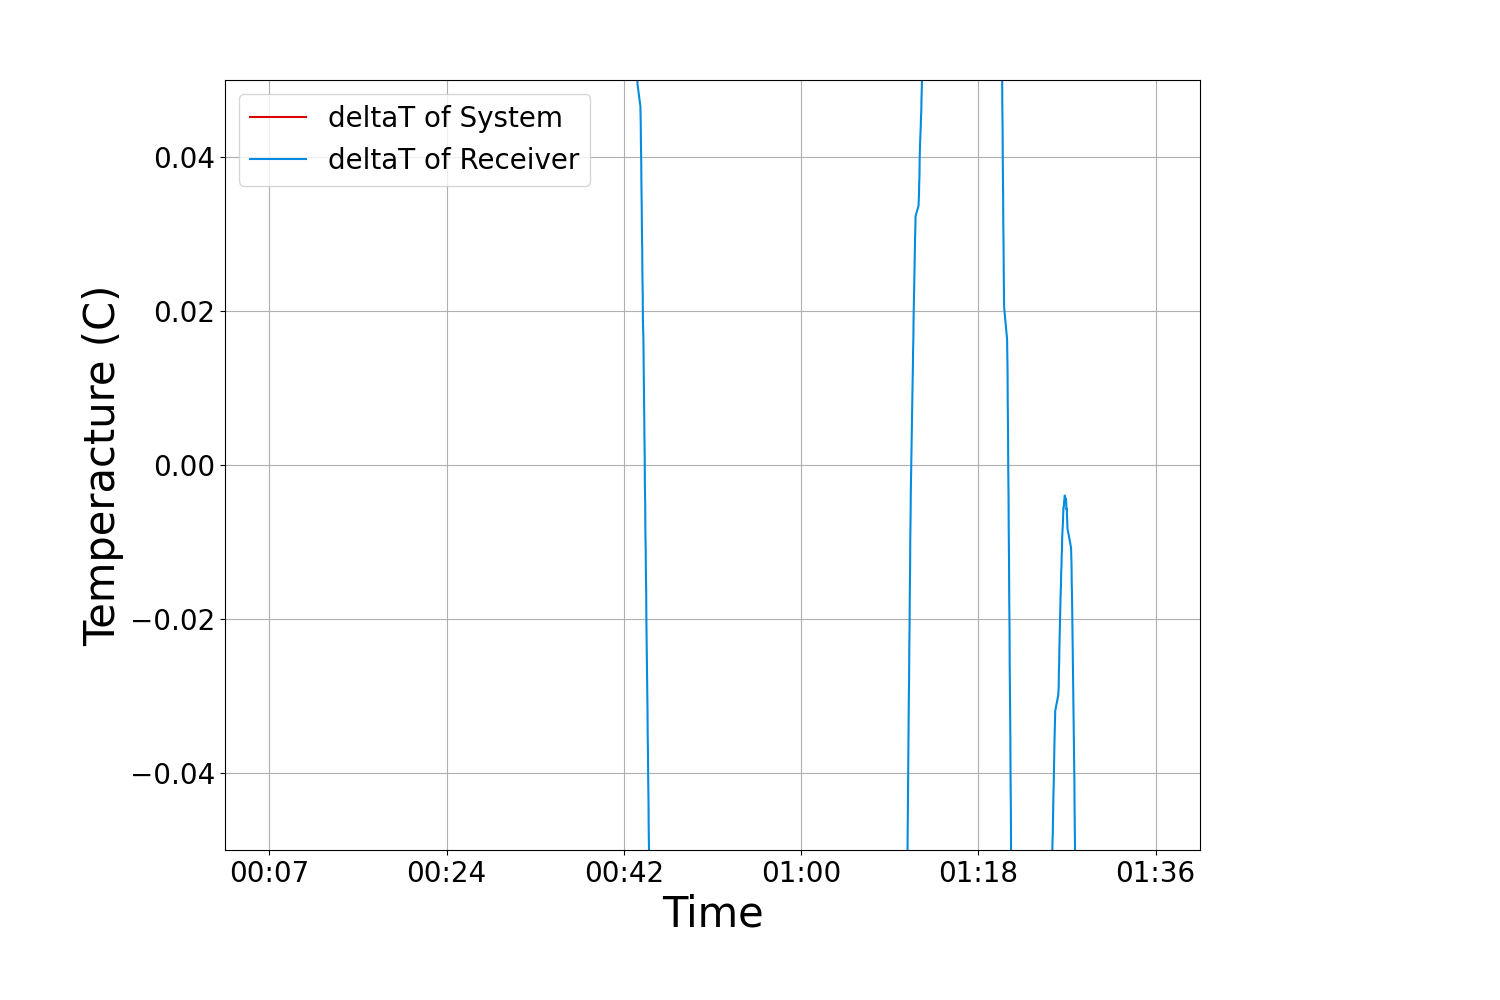 deltaT of System
deltaT of Receiver
0.04
0.02
0.00
−0.02
−0.04
Temperacture (C)
00:07 00:24 00:42 01:00 01:18 01:36
Time